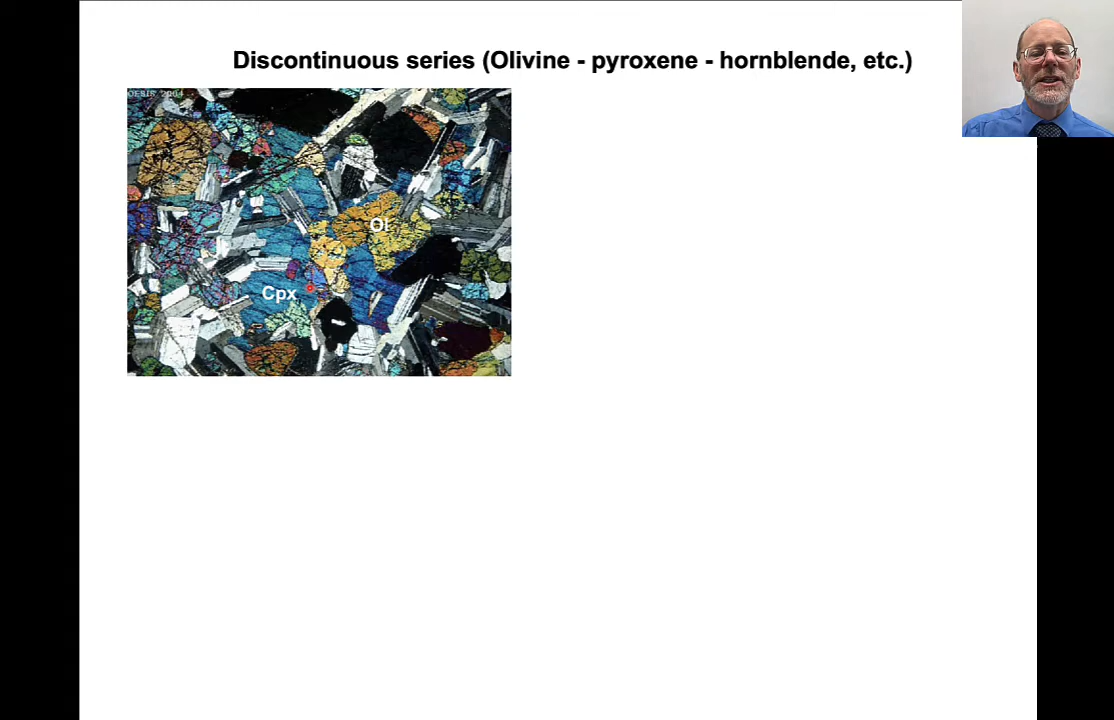 Discontinuous series (Olivine - pyroxene - hornblende, etc.)
Ol
Cpx